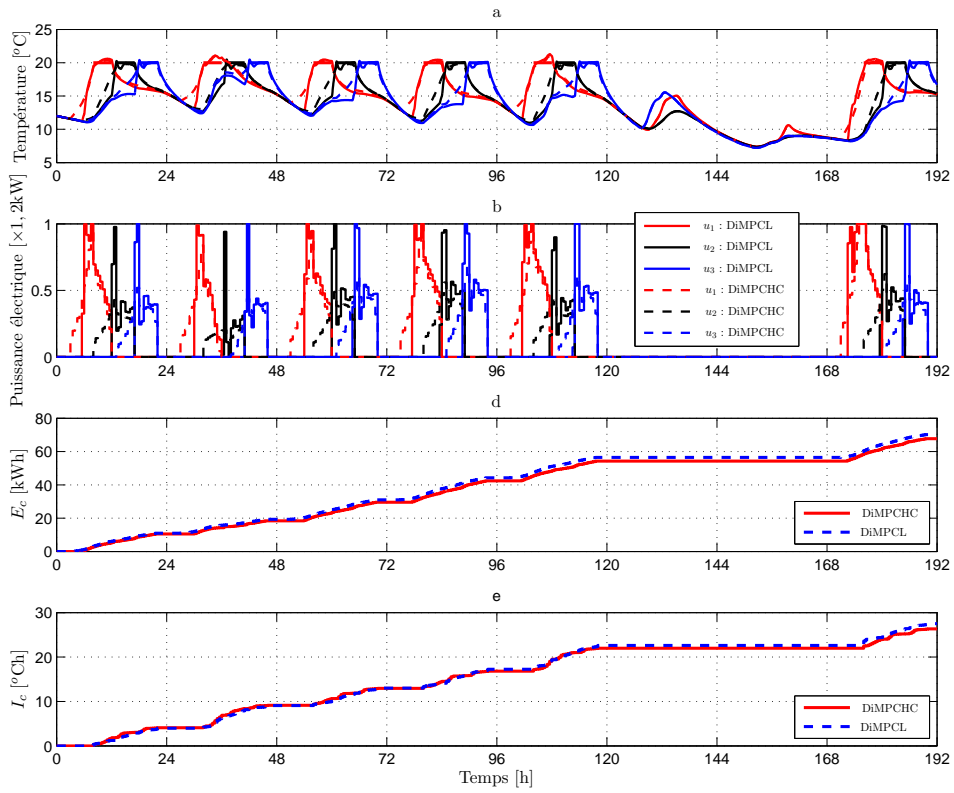 a
Température [°C]
25
20
15
10
5
0 24 48 72 96 120 144 168 192
b
Puissance électrique [×1, 2kW]
1
0.5
0
u₁ : DiMPCL
u₂ : DiMPCL
u₃ : DiMPCL
u₁ : DiMPCHC
u₂ : DiMPCHC
u₃ : DiMPCHC
0 24 48 72 96 120 144 168 192
d
E_c [kWh]
80
60
40
20
0
DiMPCHC
DiMPCL
0 24 48 72 96 120 144 168 192
e
I_c [°Ch]
30
20
10
0
DiMPCHC
DiMPCL
0 24 48 72 96 120 144 168 192
Temps [h]